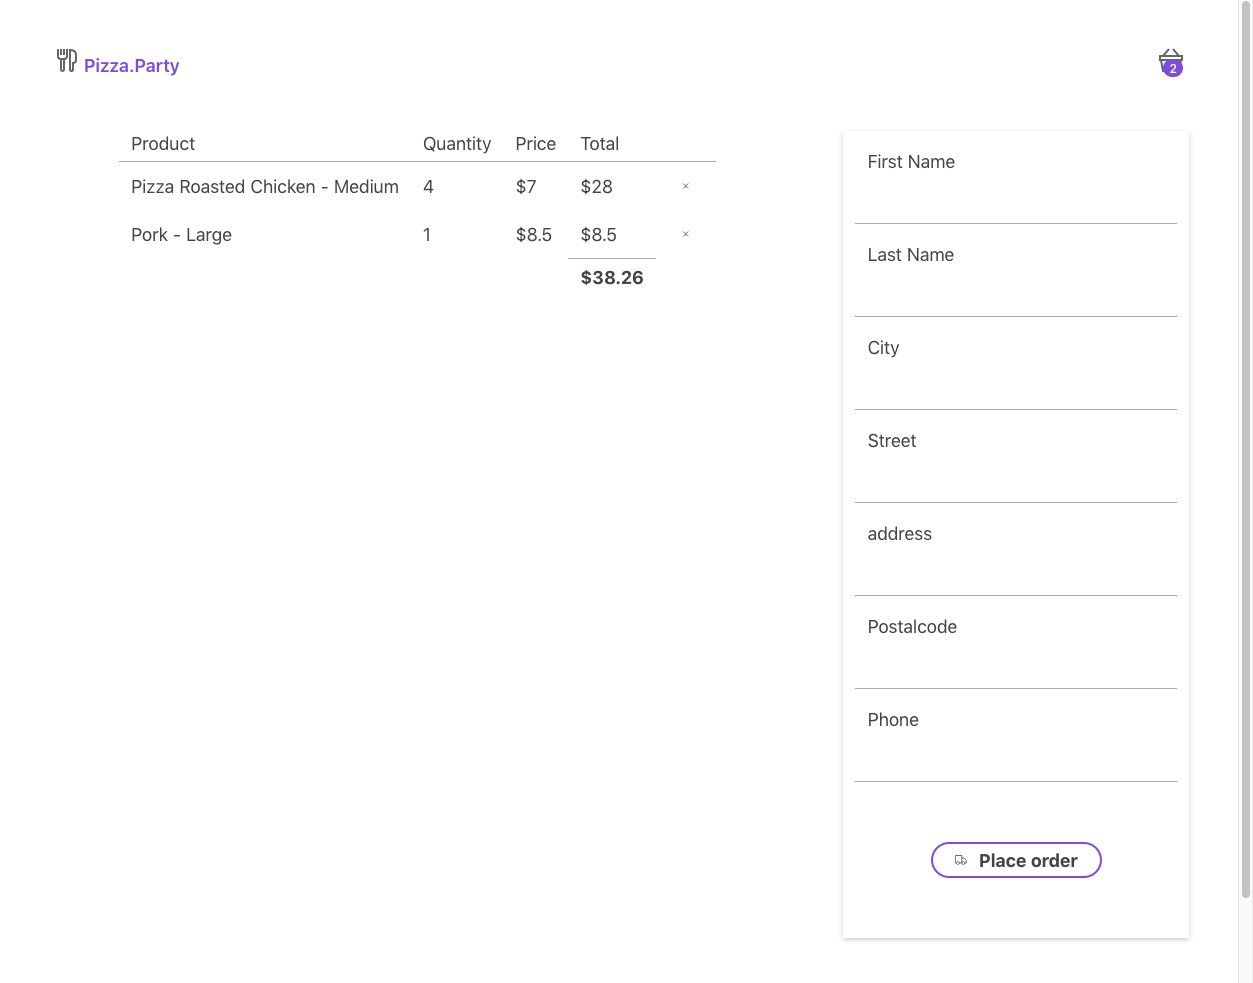 Pizza.Party
2
Product Quantity Price Total
Pizza Roasted Chicken - Medium 4 $7 $28 ×
Pork - Large 1 $8.5 $8.5 ×
$38.26
First Name
Last Name
City
Street
address
Postalcode
Phone
Place order